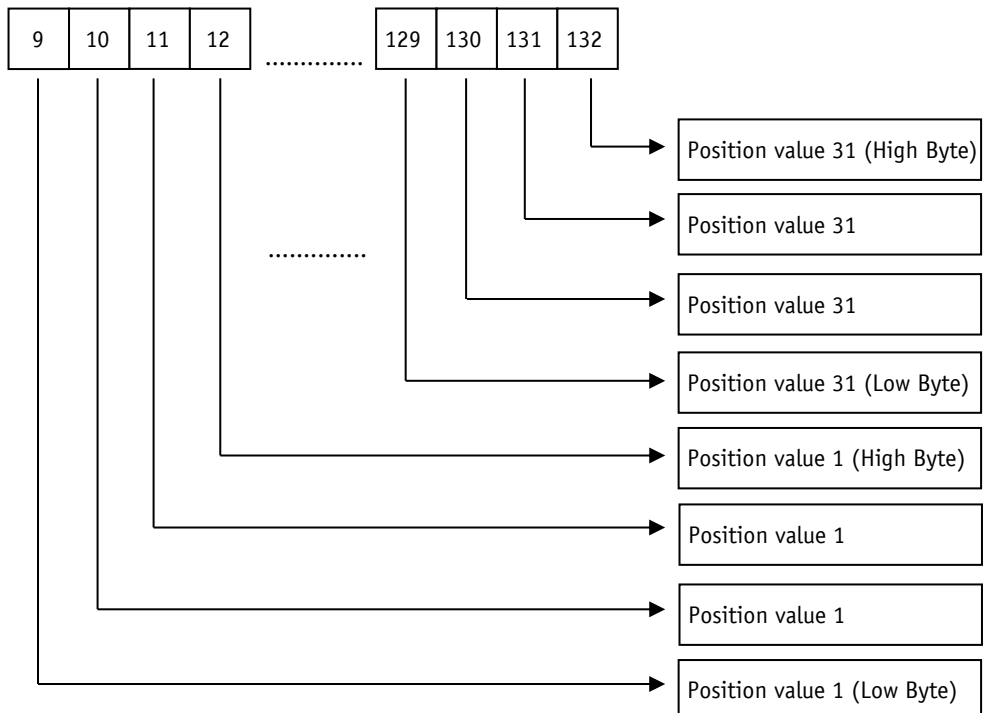 9 10 11 12 .............. 129 130 131 132
Position value 31 (High Byte)
Position value 31
..............
Position value 31
Position value 31 (Low Byte)
Position value 1 (High Byte)
Position value 1
Position value 1
Position value 1 (Low Byte)